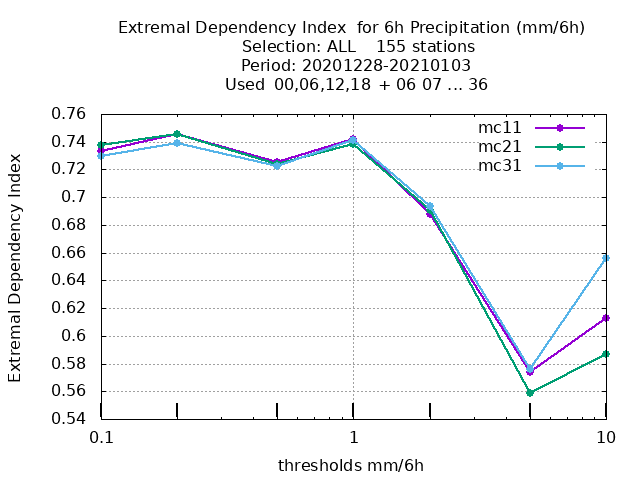 Extremal Dependency Index  for 6h Precipitation (mm/6h)
Selection: ALL    155 stations
Period: 20201228-20210103
Used  00,06,12,18  + 06 07 ... 36
mc11
mc21
mc31
0.76
0.74
0.72
0.7
0.68
0.66
0.64
0.62
0.6
0.58
0.56
0.54
Extremal Dependency Index
0.1
1
10
thresholds mm/6h